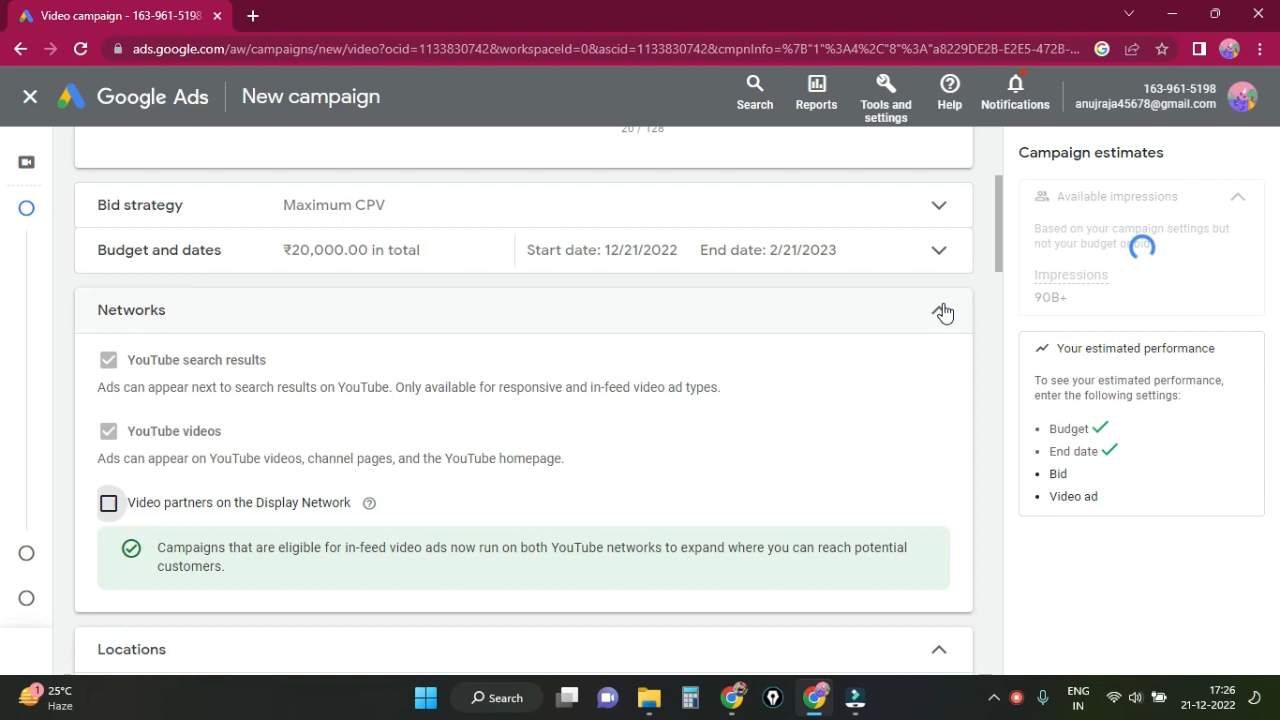 Video campaign - 163-961-5198
ads.google.com/aw/campaigns/new/video?ocid=1133830742&workspaceId=0&ascid=1133830742&cmpnInfo=%7B"1"%3A4%2C"8"%3A"a8229DE2B-E2E5-472B-...
Google Ads
New campaign
Search
Reports
Tools and settings
Help
Notifications
163-961-5198
anujraja45678@gmail.com
20 / 128
Bid strategy Maximum CPV
Budget and dates ₹20,000.00 in total Start date: 12/21/2022 End date: 2/21/2023
Networks
YouTube search results
Ads can appear next to search results on YouTube. Only available for responsive and in-feed video ad types.
YouTube videos
Ads can appear on YouTube videos, channel pages, and the YouTube homepage.
Video partners on the Display Network
Campaigns that are eligible for in-feed video ads now run on both YouTube networks to expand where you can reach potential
customers.
Locations
Campaign estimates
Available impressions
Based on your campaign settings but
not your budget or bid.
Impressions
90B+
Your estimated performance
To see your estimated performance,
enter the following settings:
• Budget
• End date
• Bid
• Video ad
1
25°C
Haze
Search
ENG
IN
17:26
21-12-2022